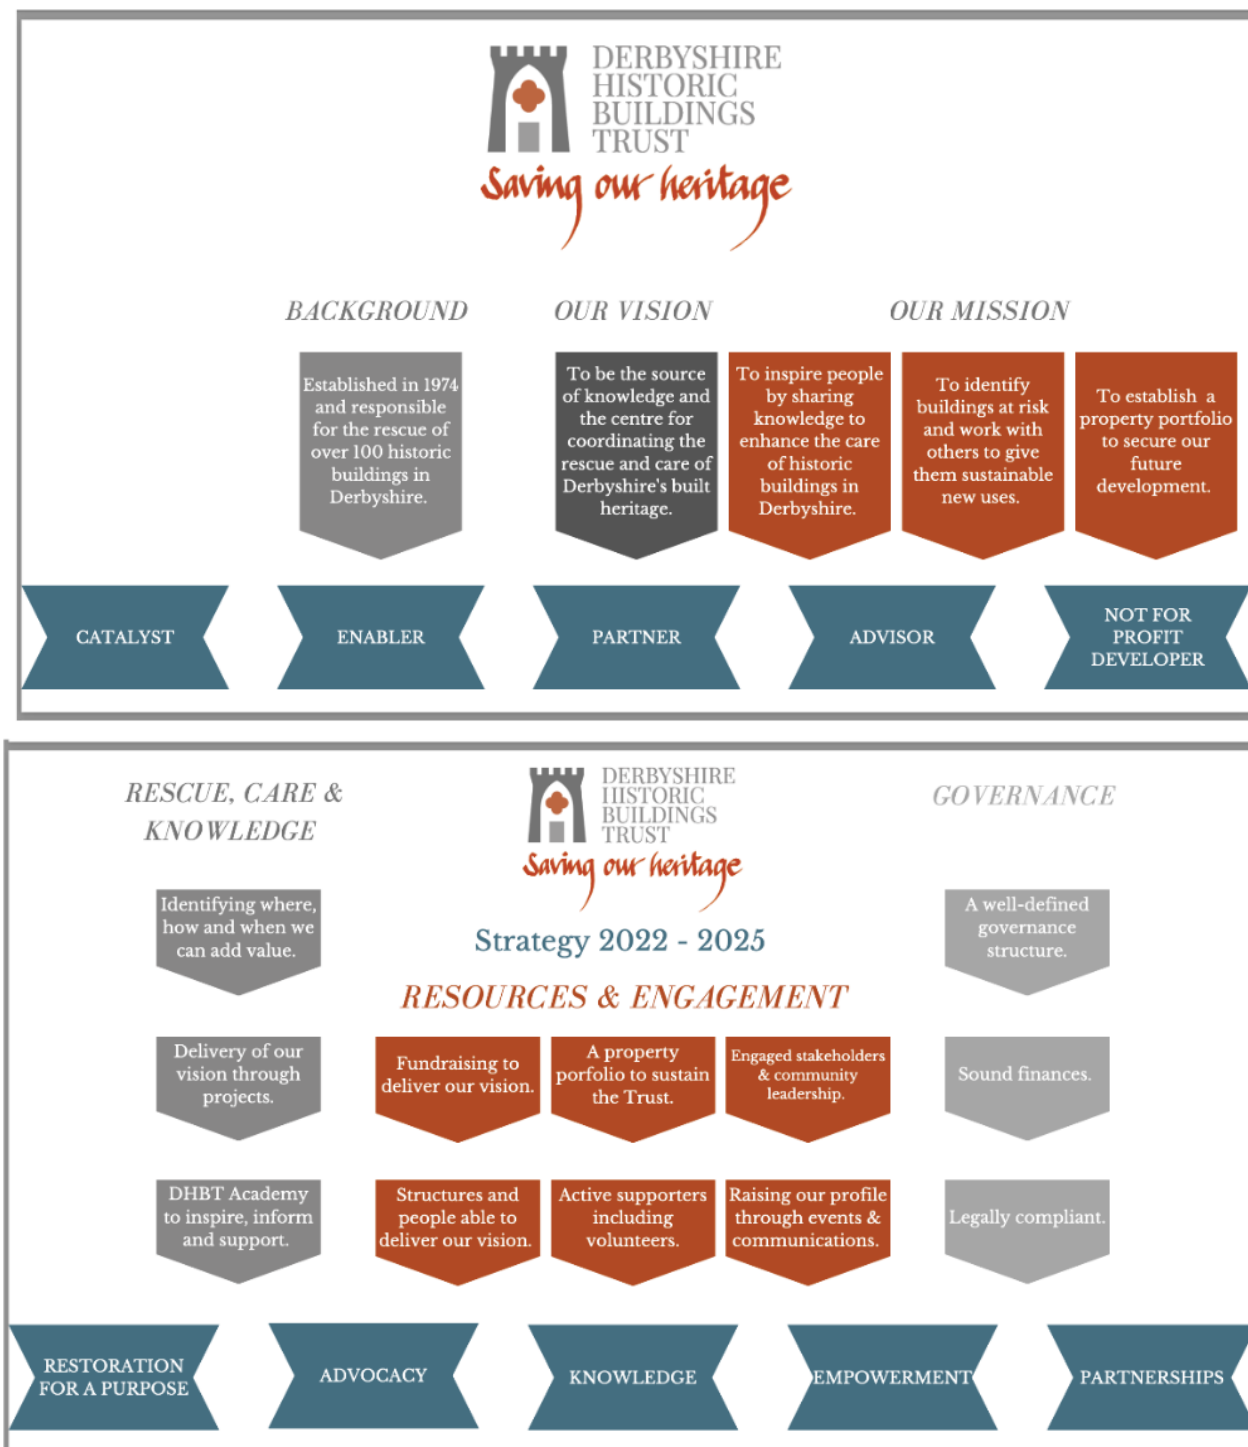 DERBYSHIRE
HISTORIC
BUILDINGS
TRUST
Saving our heritage
BACKGROUND
Established in 1974
and responsible
for the rescue of
over 100 historic
buildings in
Derbyshire.
OUR VISION
To be the source
of knowledge and
the centre for
coordinating the
rescue and care of
Derbyshire's built
heritage.
OUR MISSION
To inspire people
by sharing
knowledge to
enhance the care
of historic
buildings in
Derbyshire.
To identify
buildings at risk
and work with
others to give
them sustainable
new uses.
To establish a
property portfolio
to secure our
future
development.
CATALYST
ENABLER
PARTNER
ADVISOR
NOT FOR
PROFIT
DEVELOPER
DERBYSHIRE
HISTORIC
BUILDINGS
TRUST
Saving our heritage
Strategy 2022 - 2025
RESCUE, CARE &
KNOWLEDGE
Identifying where,
how and when we
can add value.
Delivery of our
vision through
projects.
DHBT Academy
to inspire, inform
and support.
RESOURCES & ENGAGEMENT
Fundraising to
deliver our vision.
A property
porfolio to sustain
the Trust.
Engaged stakeholders
& community
leadership.
Structures and
people able to
deliver our vision.
Active supporters
including
volunteers.
Raising our profile
through events &
communications.
GOVERNANCE
A well-defined
governance
structure.
Sound finances.
Legally compliant.
RESTORATION
FOR A PURPOSE
ADVOCACY
KNOWLEDGE
EMPOWERMENT
PARTNERSHIPS